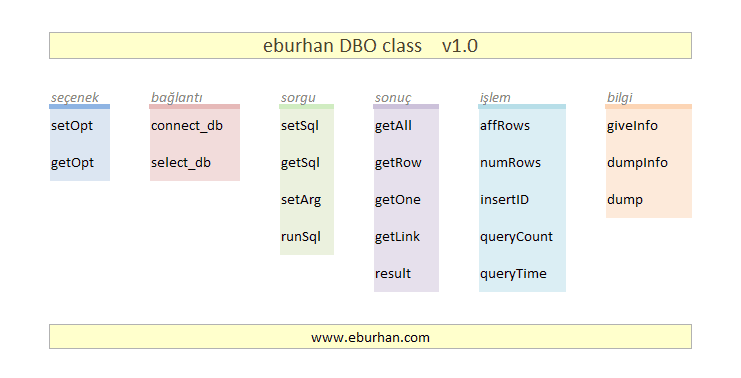 eburhan DBO class v1.0
seçenek
setOpt
getOpt
bağlantı
connect_db
select_db
sorgu
setSql
getSql
setArg
runSql
sonuç
getAll
getRow
getOne
getLink
result
işlem
affRows
numRows
insertID
queryCount
queryTime
bilgi
giveInfo
dumpInfo
dump
www.eburhan.com